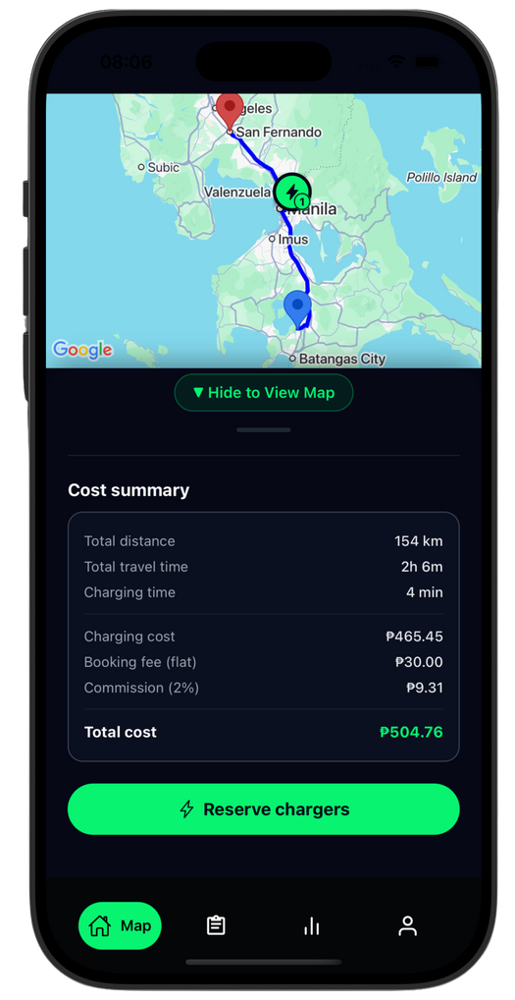 08:06
geles
San Fernando
Subic
Polillo Island
Valenzuela
1
Manila
Imus
Google
Batangas City
▼ Hide to View Map
Cost summary
Total distance 154 km
Total travel time 2h 6m
Charging time 4 min
Charging cost ₱465.45
Booking fee (flat) ₱30.00
Commission (2%) ₱9.31
Total cost ₱504.76
Reserve chargers
Map